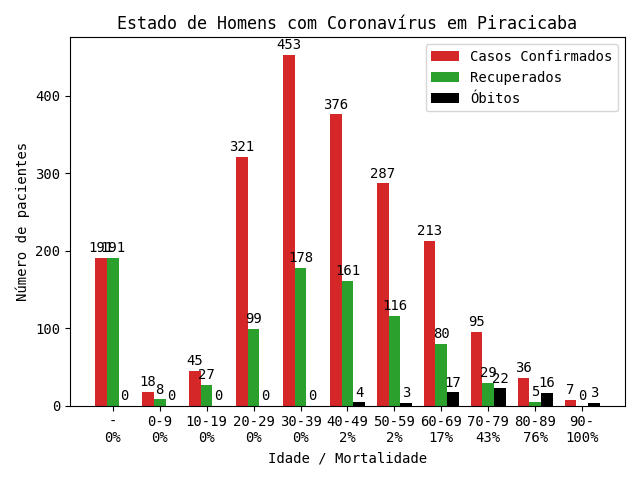 Estado de Homens com Coronavírus em Piracicaba
Casos Confirmados
Recuperados
Óbitos
Número de pacientes
400
300
200
100
0
191 191 0
18 8 0
45 27 0
321 99 0
453 178 0
376 161 4
287 116 3
213 80 17
95 29 22
36 5 16
7 0 3
- 0-9 10-19 20-29 30-39 40-49 50-59 60-69 70-79 80-89 90-
0% 0% 0% 0% 0% 2% 2% 17% 43% 76% 100%
Idade / Mortalidade